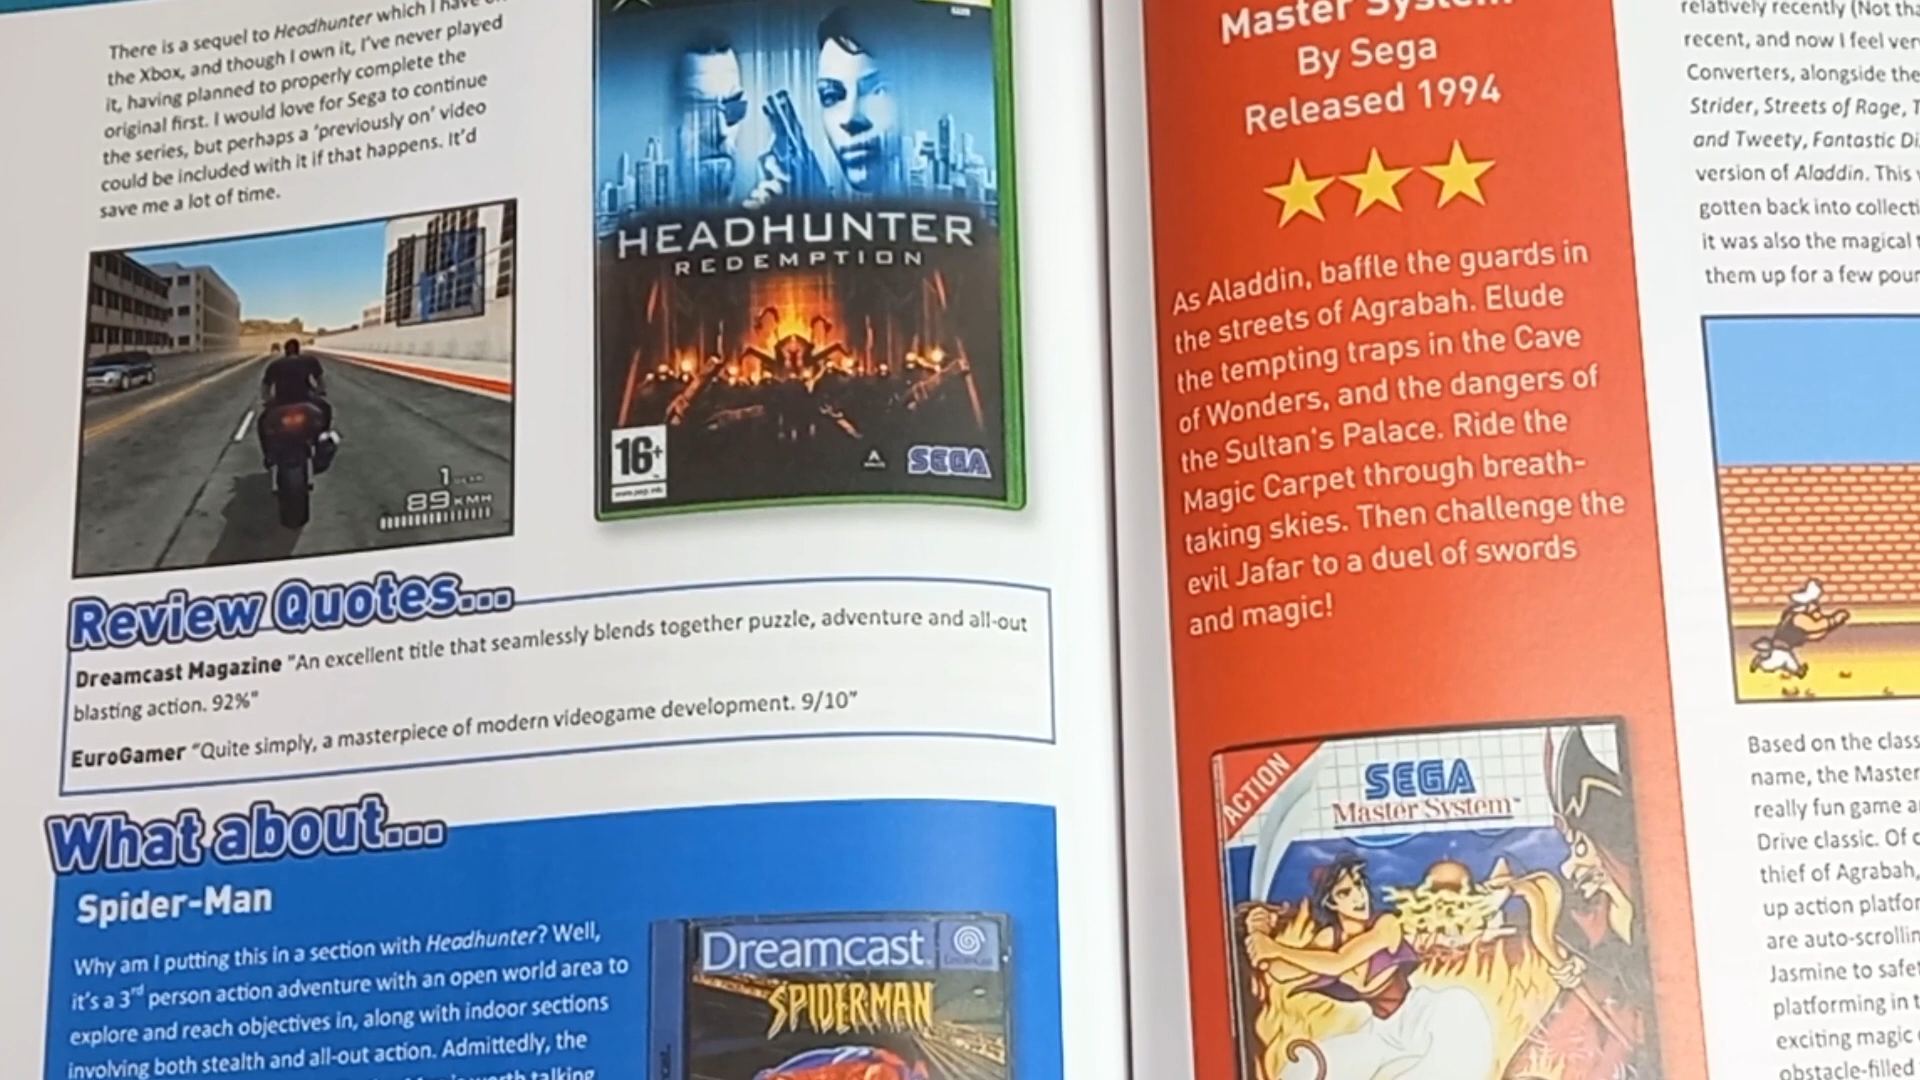 There is a sequel to Headhunter which I have
the Xbox, and though I own it, I've never played
it, having planned to properly complete the
original first. I would love for Sega to continue
the series, but perhaps a 'previously on' video
could be included with it if that happens. It'd
save me a lot of time.
1
89 KMH
HEADHUNTER
REDEMPTION
16+
SEGA
Review Quotes...
Dreamcast Magazine "An excellent title that seamlessly blends together puzzle, adventure and all-out
blasting action. 92%"
EuroGamer "Quite simply, a masterpiece of modern videogame development. 9/10"
What about...
Spider-Man
Why am I putting this in a section with Headhunter? Well,
it's a 3rd person action adventure with an open world area to
explore and reach objectives in, along with indoor sections
involving both stealth and all-out action. Admittedly, the
talking
Dreamcast
SPIDER-MAN
Master System
By Sega
Released 1994
As Aladdin, baffle the guards in
the streets of Agrabah. Elude
the tempting traps in the Cave
of Wonders, and the dangers of
the Sultan's Palace. Ride the
Magic Carpet through breath-
taking skies. Then challenge the
evil Jafar to a duel of swords
and magic!
ACTION
SEGA
Master System
relatively recently (Not
recent, and now I feel
Converters, alongside the
Strider, Streets of Rage,
and Tweety, Fantastic
version of Aladdin. This
gotten back into
it was also the magical
them up for a few
Based on the
name, the Master
really fun game
Drive classic. Of
thief of Agrabah,
up action
are
Jasmine to
platforming in
exciting magic
obstacle-filled